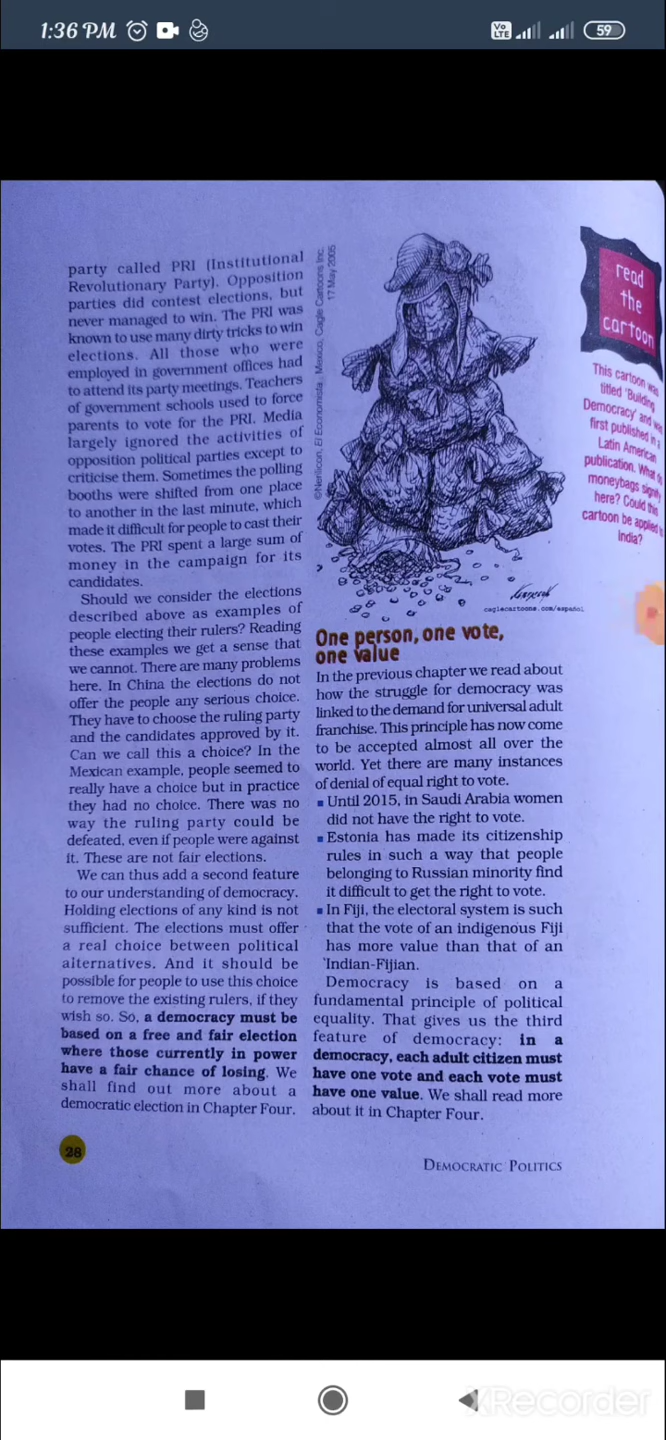 1:36 PM
Vo
LTE
59
party called PRI (Institutional
Revolutionary Party). Opposition
parties did contest elections, but
never managed to win. The PRI was
known to use many dirty tricks to win
elections. All those who were
employed in government offices had
to attend its party meetings. Teachers
of government schools used to force
parents to vote for the PRI. Media
largely ignored the activities of
opposition political parties except to
criticise them. Sometimes the polling
booths were shifted from one place
to another in the last minute, which
made it difficult for people to cast their
votes. The PRI spent a large sum of
money in the campaign for its
candidates.
Should we consider the elections
described above as examples of
people electing their rulers? Reading
these examples we get a sense that
we cannot. There are many problems
here. In China the elections do not
offer the people any serious choice.
They have to choose the ruling party
and the candidates approved by it.
Can we call this a choice? In the
Mexican example, people seemed to
really have a choice but in practice
they had no choice. There was no
way the ruling party could be
defeated, even if people were against
it. These are not fair elections.
We can thus add a second feature
to our understanding of democracy.
Holding elections of any kind is not
sufficient. The elections must offer
a real choice between political
alternatives. And it should be
possible for people to use this choice
to remove the existing rulers, if they
wish so. So, a democracy must be
based on a free and fair election
where those currently in power
have a fair chance of losing. We
shall find out more about a
democratic election in Chapter Four.
28
©Nerilicon, El Economista, Mexico, Cagle Cartoons Inc.
17 May 2005
caglecartoons.com/español
One person, one vote,
one value
In the previous chapter we read about
how the struggle for democracy was
linked to the demand for universal adult
franchise. This principle has now come
to be accepted almost all over the
world. Yet there are many instances
of denial of equal right to vote.
▪ Until 2015, in Saudi Arabia women
did not have the right to vote.
▪ Estonia has made its citizenship
rules in such a way that people
belonging to Russian minority find
it difficult to get the right to vote.
▪ In Fiji, the electoral system is such
that the vote of an indigenous Fiji
has more value than that of an
Indian-Fijian.
Democracy is based on a
fundamental principle of political
equality. That gives us the third
feature of democracy: in a
democracy, each adult citizen must
have one vote and each vote must
have one value. We shall read more
about it in Chapter Four.
DEMOCRATIC POLITICS
read
the
cartoon
This cartoon was
titled 'Building
Democracy' and
first published in a
Latin American
publication. What
moneybags signify
here? Could this
cartoon be applied
India?
XRecorder